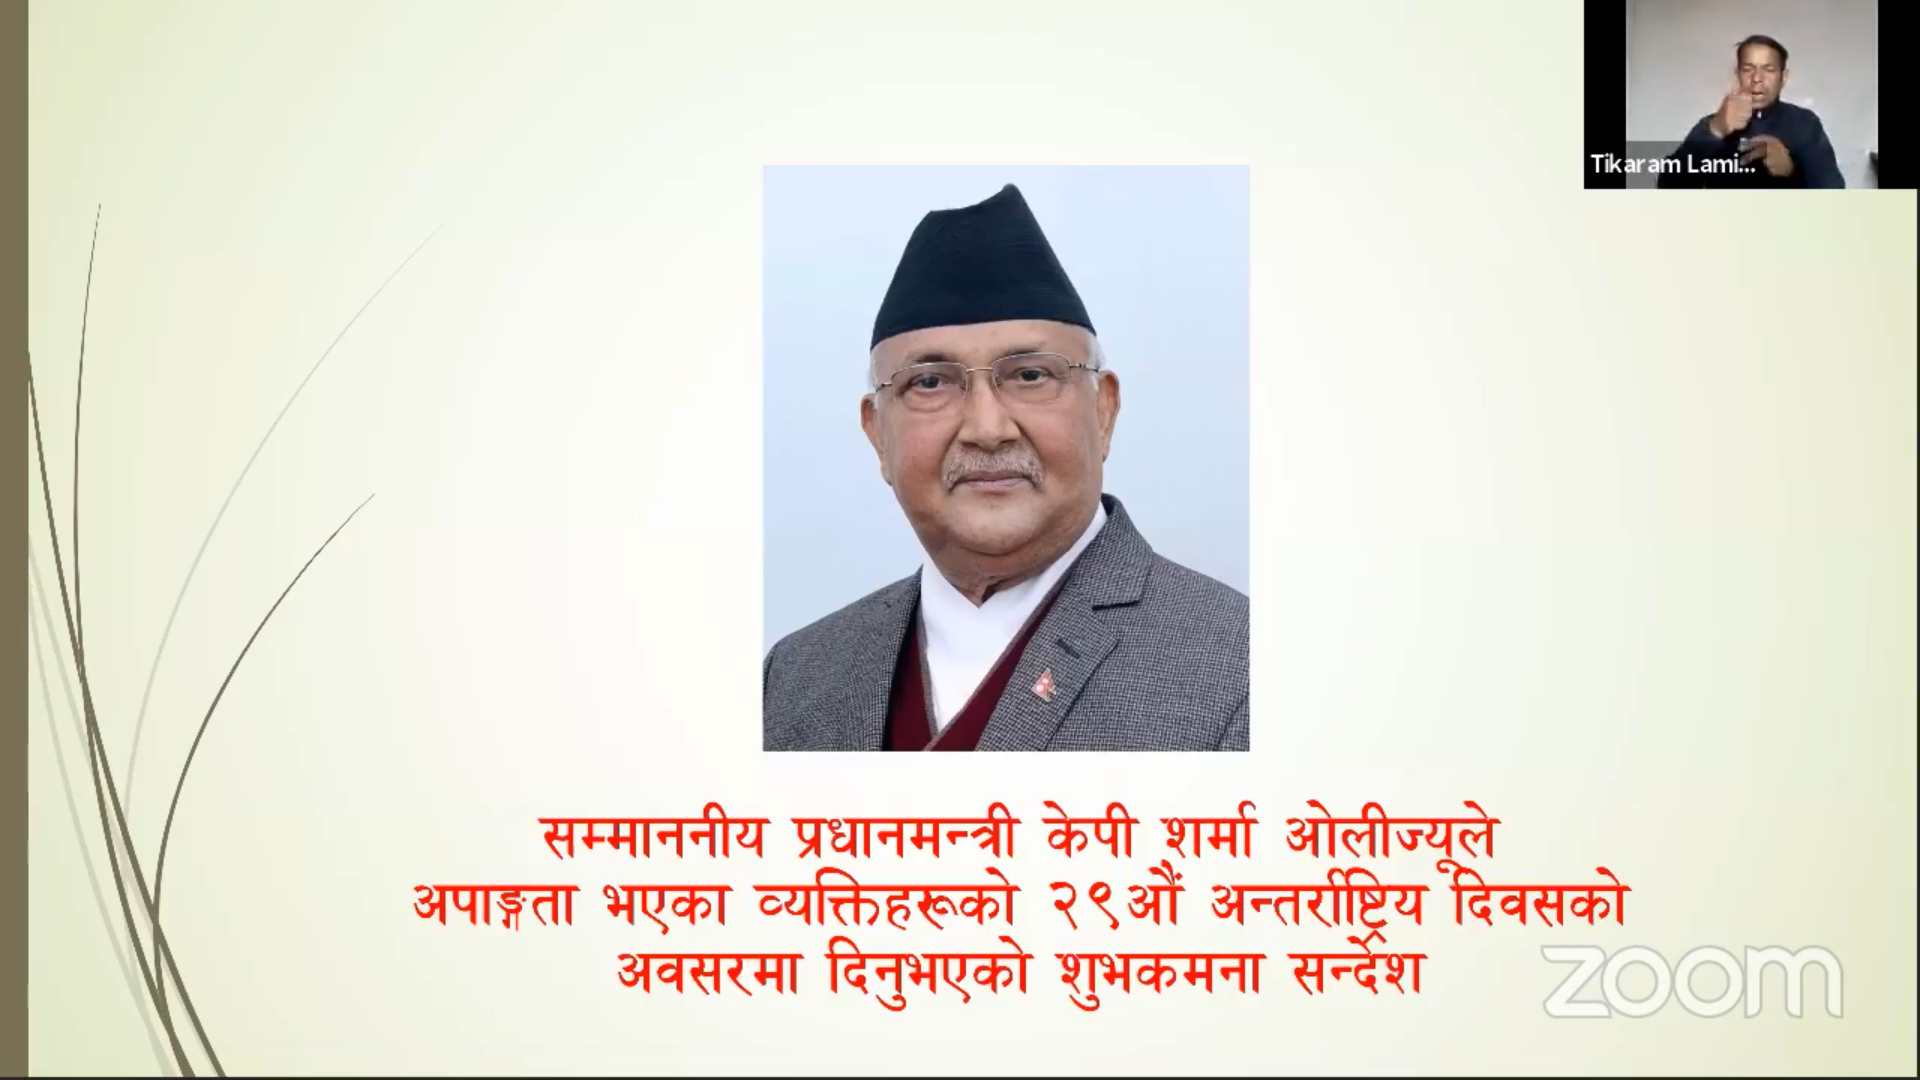 Tikaram Lami...
सम्माननीय प्रधानमन्त्री केपी शर्मा ओलीज्यूले
अपाङ्गता भएका व्यक्तिहरूको २९औं अन्तर्राष्ट्रिय दिवसको
अवसरमा दिनुभएको शुभकमना सन्देश
zoom